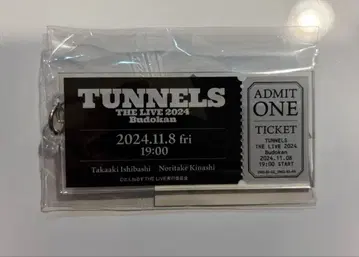 TUNNELS
THE LIVE 2024
Budokan
2024.11.8 fri
19:00
Takaaki Ishibashi Noritake Kinashi
ADMIT
ONE
TICKET
TUNNELS
THE LIVE 2024
Budokan
2024.11.08
19:00 START